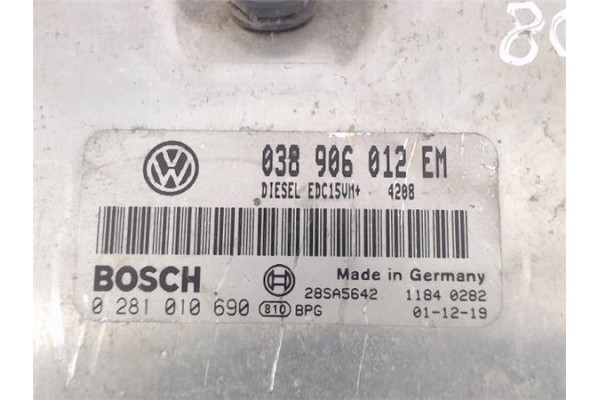 80
038 906 012 EM
DIESEL EDC15VM+ 4208
BOSCH
Made in Germany
28SA5642 1184 0282
0 281 010 690 810 BPG 01-12-19